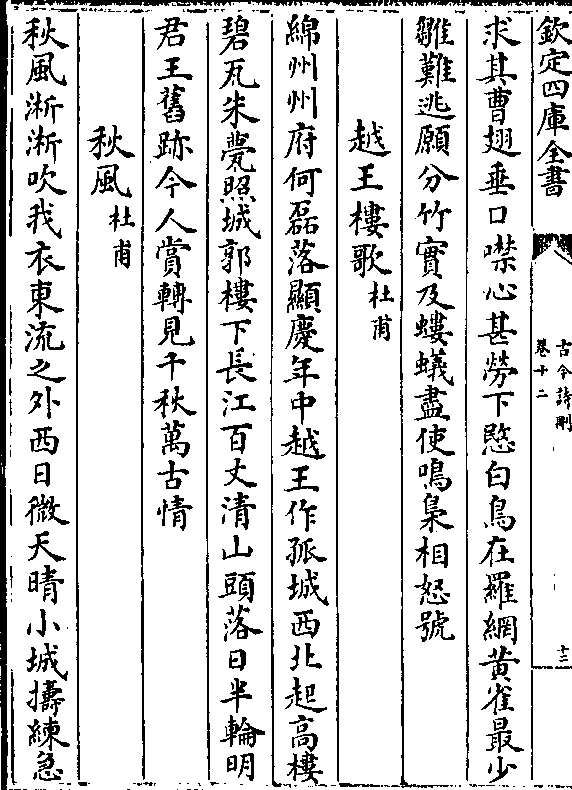 欽定四庫全書
古今詩刪
卷十二
十三
求其曹翅垂口噤心甚勞下愍白鳥在羅網黄雀最少
雛難逃願分竹實及螻蟻盡使鳴梟相怒號
越王樓歌杜甫
綿州州府何磊落顯慶年中越王作孤城西北起高樓
碧瓦朱甍照城郭樓下長江百丈清山頭落日半輪明
君王舊跡今人賞轉見千秋萬古情
秋風杜甫
秋風淅淅吹我衣東流之外西日微天晴小城擣練急